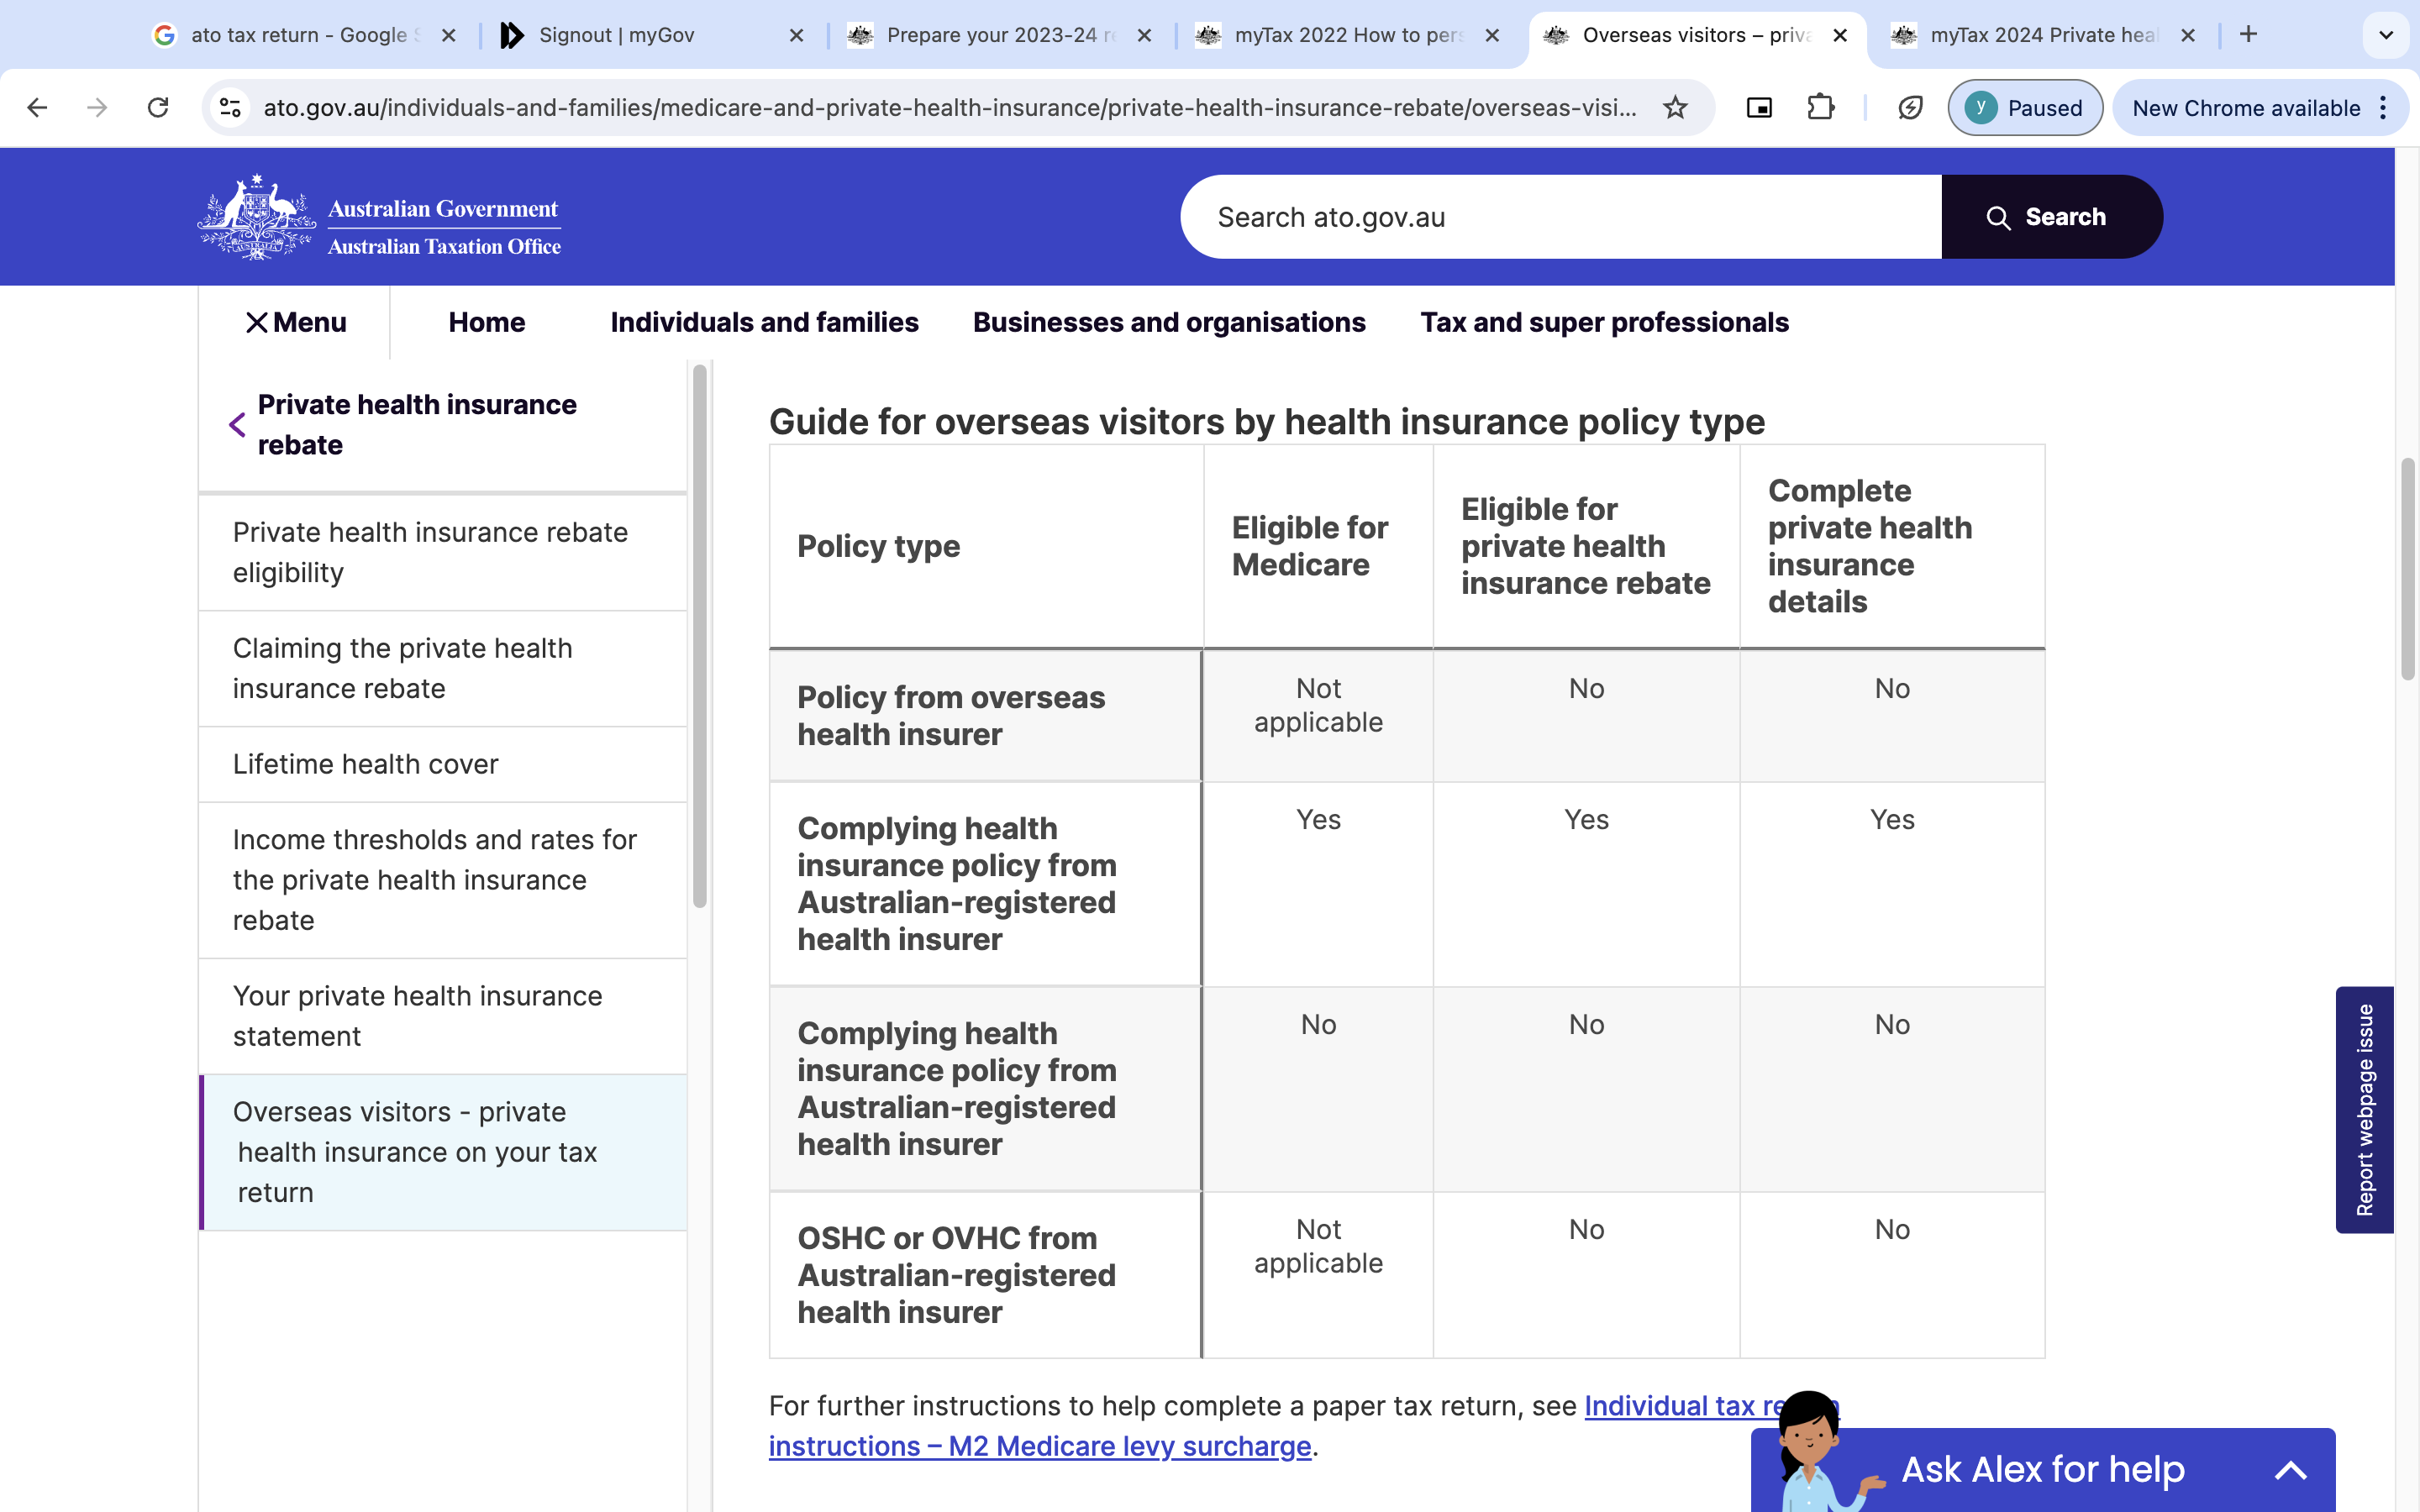 ato tax return - Google S
Signout | myGov
Prepare your 2023-24 re
myTax 2022 How to pers
Overseas visitors – priva
myTax 2024 Private heal
ato.gov.au/individuals-and-families/medicare-and-private-health-insurance/private-health-insurance-rebate/overseas-visi...
y
Paused
New Chrome available
Australian Government
Australian Taxation Office
Search ato.gov.au
Search
Menu
Home
Individuals and families
Businesses and organisations
Tax and super professionals
Private health insurance
rebate
Private health insurance rebate
eligibility
Claiming the private health
insurance rebate
Lifetime health cover
Income thresholds and rates for
the private health insurance
rebate
Your private health insurance
statement
Overseas visitors - private
health insurance on your tax
return
Guide for overseas visitors by health insurance policy type
Policy type
Eligible for
Medicare
Eligible for
private health
insurance rebate
Complete
private health
insurance
details
Policy from overseas
health insurer
Not
applicable
No
No
Complying health
insurance policy from
Australian-registered
health insurer
Yes
Yes
Yes
Complying health
insurance policy from
Australian-registered
health insurer
No
No
No
OSHC or OVHC from
Australian-registered
health insurer
Not
applicable
No
No
For further instructions to help complete a paper tax return, see Individual tax
instructions – M2 Medicare levy surcharge.
Report webpage issue
Ask Alex for help